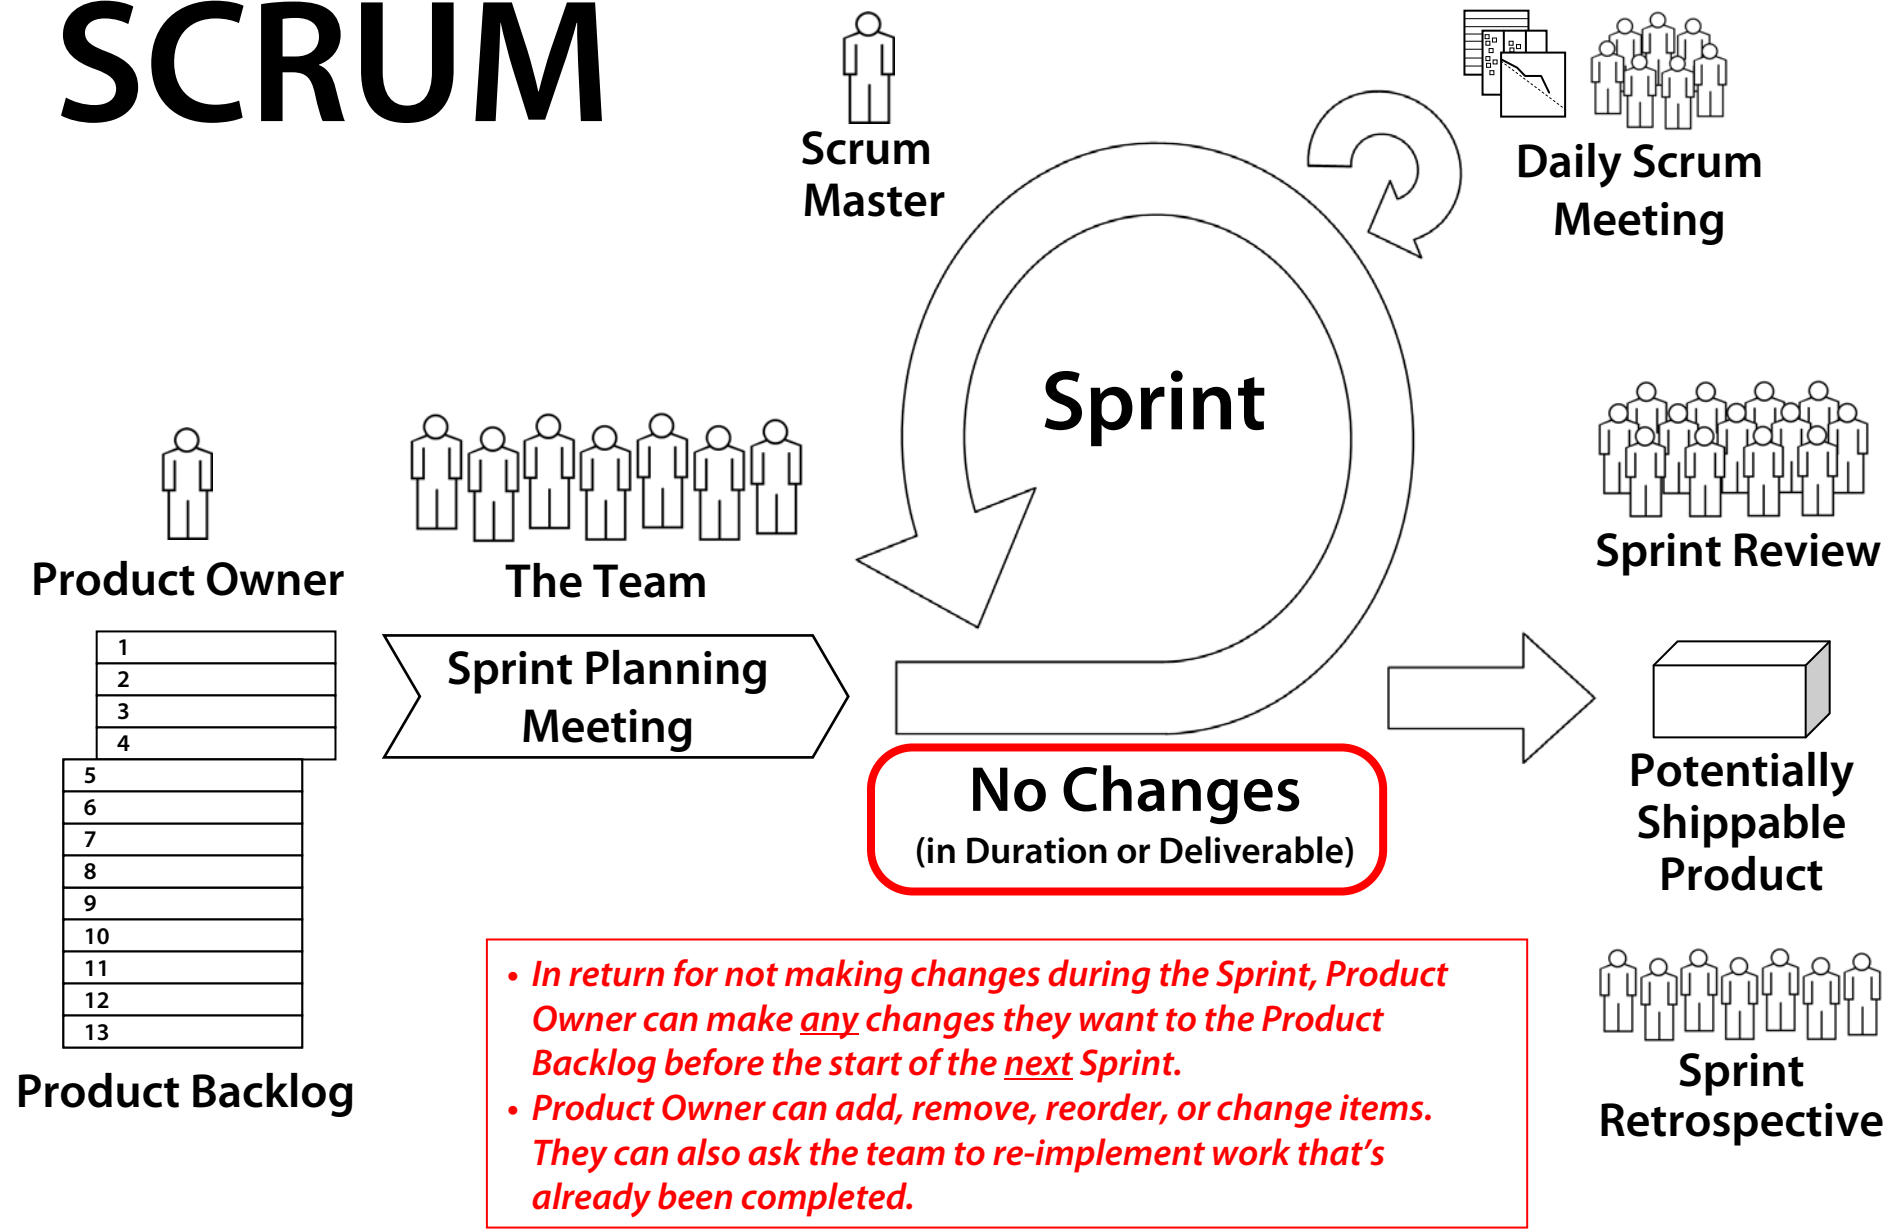 SCRUM
Scrum
Master
Daily Scrum
Meeting
Sprint
Product Owner
The Team
Sprint Review
1
2
3
4
5
6
7
8
9
10
11
12
13
Product Backlog
Sprint Planning
Meeting
No Changes
(in Duration or Deliverable)
Potentially
Shippable
Product
• In return for not making changes during the Sprint, Product
Owner can make any changes they want to the Product
Backlog before the start of the next Sprint.
• Product Owner can add, remove, reorder, or change items.
They can also ask the team to re-implement work that’s
already been completed.
Sprint
Retrospective